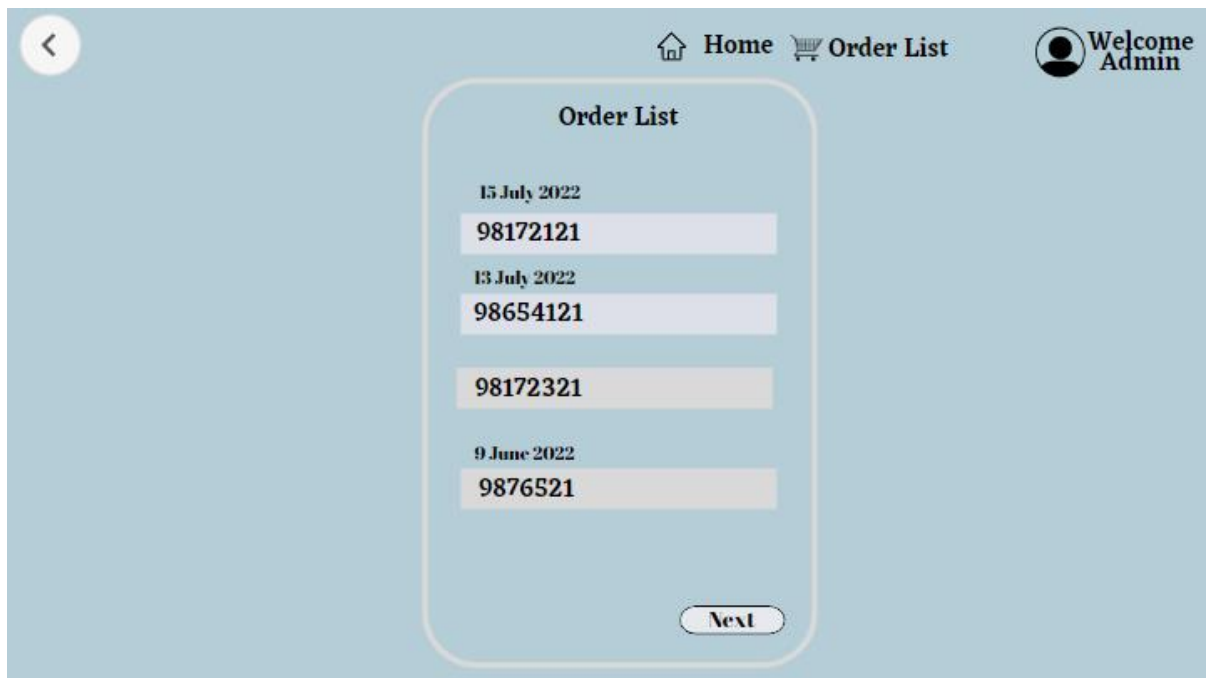 Home Order List Welcome
Admin
Order List
15 July 2022
98172121
13 July 2022
98654121
98172321
9 June 2022
9876521
Next